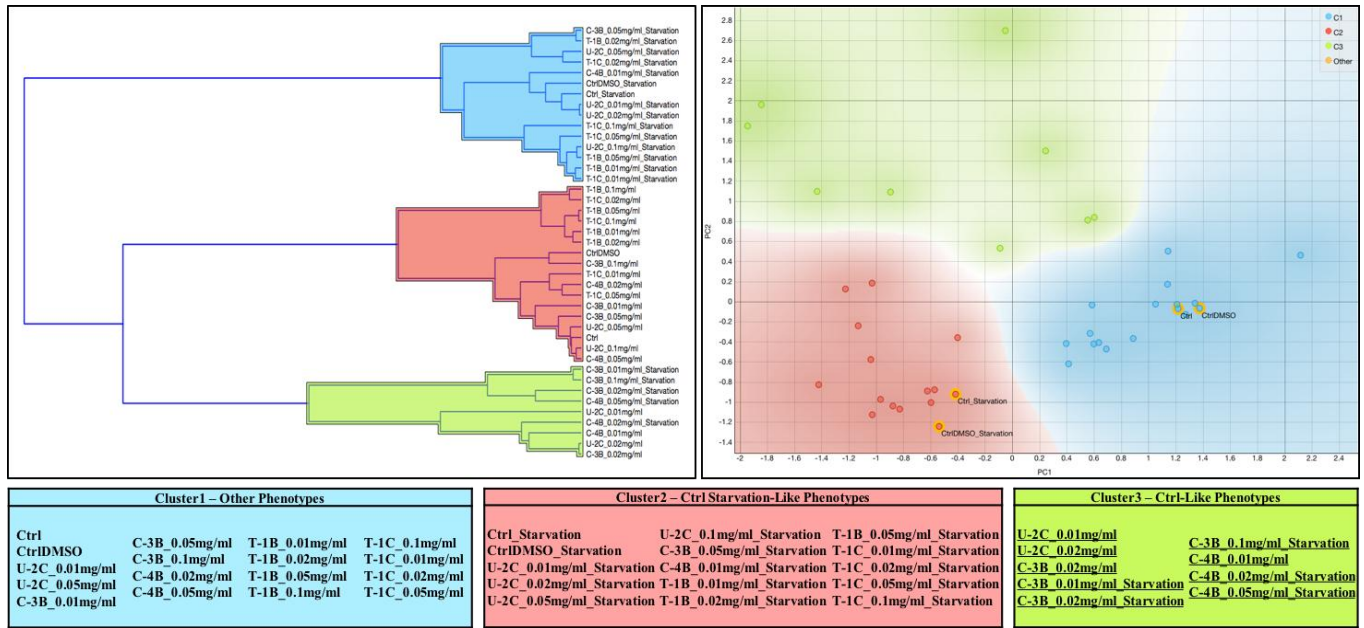 C-3B_0.05mg/ml_Starvation
T-1B_0.02mg/ml_Starvation
U-2C_0.05mg/ml_Starvation
T-1C_0.02mg/ml_Starvation
C-4B_0.01mg/ml_Starvation
CtrlDMSO_Starvation
Ctrl_Starvation
U-2C_0.01mg/ml_Starvation
U-2C_0.02mg/ml_Starvation
T-1C_0.1mg/ml_Starvation
T-1C_0.05mg/ml_Starvation
U-2C_0.1mg/ml_Starvation
T-1B_0.05mg/ml_Starvation
T-1B_0.01mg/ml_Starvation
T-1C_0.01mg/ml_Starvation
T-1B_0.1mg/ml
T-1C_0.02mg/ml
T-1B_0.05mg/ml
T-1C_0.1mg/ml
T-1B_0.01mg/ml
T-1B_0.02mg/ml
CtrlDMSO
C-3B_0.1mg/ml
T-1C_0.01mg/ml
C-4B_0.02mg/ml
T-1C_0.05mg/ml
C-3B_0.01mg/ml
C-3B_0.05mg/ml
U-2C_0.05mg/ml
Ctrl
U-2C_0.1mg/ml
C-4B_0.05mg/ml
C-3B_0.01mg/ml_Starvation
C-3B_0.1mg/ml_Starvation
C-3B_0.02mg/ml_Starvation
C-4B_0.05mg/ml_Starvation
U-2C_0.01mg/ml
C-4B_0.02mg/ml_Starvation
C-4B_0.01mg/ml
U-2C_0.02mg/ml
C-3B_0.02mg/ml
2.8
2.6
2.4
2.2
2
1.8
1.6
1.4
1.2
1
0.8
0.6
0.4
0.2
0
-0.2
-0.4
-0.6
-0.8
-1
-1.2
-1.4
PC2
C1
C2
C3
Other
Ctrl CtrlDMSO
Ctrl_Starvation
CtrlDMSO_Starvation
-2 -1.8 -1.6 -1.4 -1.2 -1 -0.8 -0.6 -0.4 -0.2 0 0.2 0.4 0.6 0.8 1 1.2 1.4 1.6 1.8 2 2.2 2.4
PC1
Cluster1 – Other Phenotypes
Ctrl
CtrlDMSO
U-2C_0.01mg/ml
U-2C_0.05mg/ml
C-3B_0.01mg/ml
C-3B_0.05mg/ml
C-3B_0.1mg/ml
C-4B_0.02mg/ml
C-4B_0.05mg/ml
T-1B_0.01mg/ml
T-1B_0.02mg/ml
T-1B_0.05mg/ml
T-1B_0.1mg/ml
T-1C_0.1mg/ml
T-1C_0.01mg/ml
T-1C_0.02mg/ml
T-1C_0.05mg/ml
Cluster2 – Ctrl Starvation-Like Phenotypes
Ctrl_Starvation U-2C_0.1mg/ml_Starvation T-1B_0.05mg/ml_Starvation
CtrlDMSO_Starvation C-3B_0.05mg/ml_Starvation T-1C_0.01mg/ml_Starvation
U-2C_0.01mg/ml_Starvation C-4B_0.01mg/ml_Starvation T-1C_0.02mg/ml_Starvation
U-2C_0.02mg/ml_Starvation T-1B_0.01mg/ml_Starvation T-1C_0.05mg/ml_Starvation
U-2C_0.05mg/ml_Starvation T-1B_0.02mg/ml_Starvation T-1C_0.1mg/ml_Starvation
Cluster3 – Ctrl-Like Phenotypes
U-2C_0.01mg/ml
U-2C_0.02mg/ml
C-3B_0.02mg/ml
C-3B_0.01mg/ml_Starvation
C-3B_0.02mg/ml_Starvation
C-3B_0.1mg/ml_Starvation
C-4B_0.01mg/ml
C-4B_0.02mg/ml_Starvation
C-4B_0.05mg/ml_Starvation